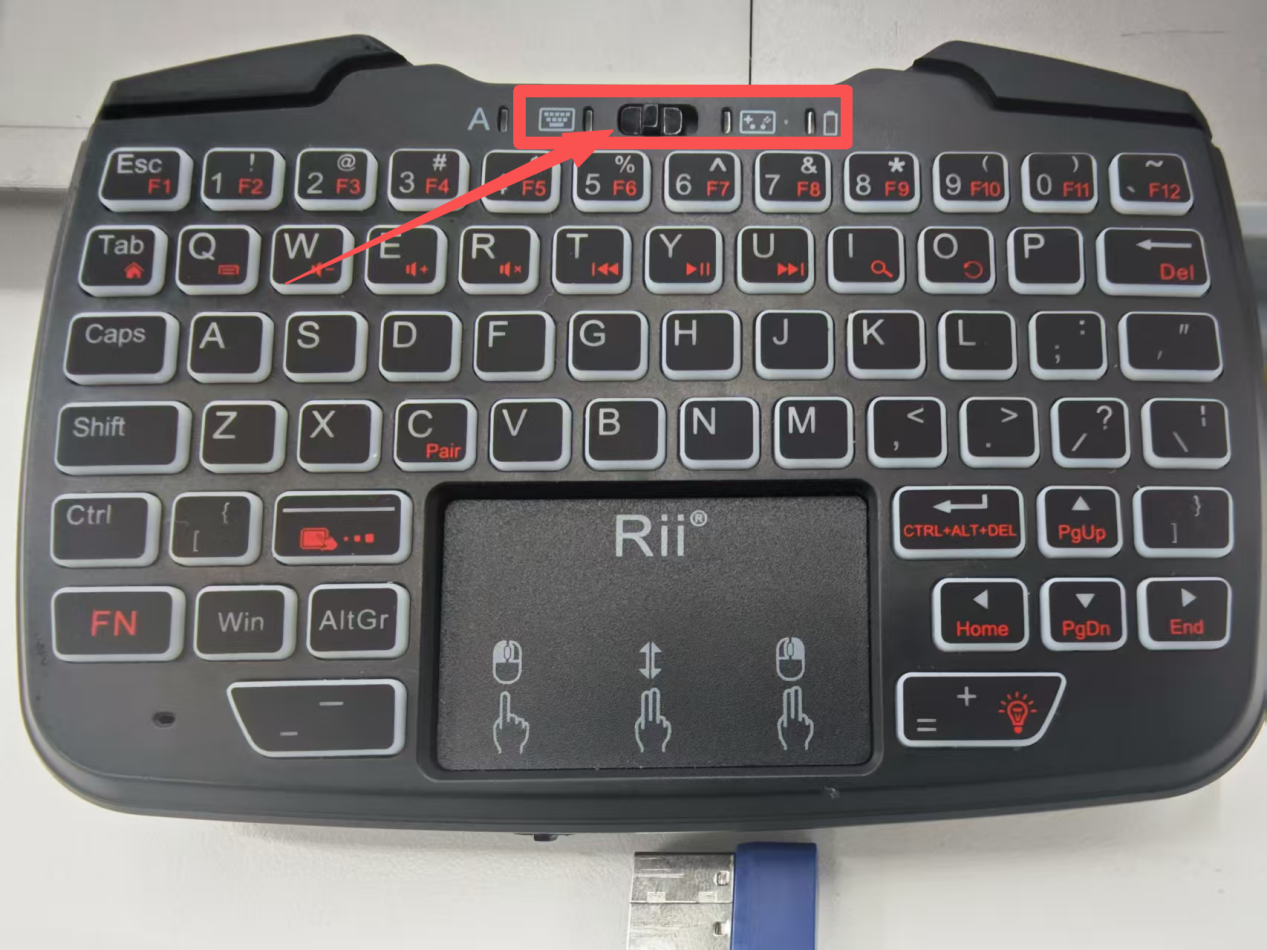 A
Esc F1 1 ! F2 2 @ F3 3 # F4 4 F5 5 % F6 6 ^ F7 7 & F8 8 * F9 9 ( F10 0 ) F11 ` ~ F12
Tab Q W E R T Y U I O P Del
Caps A S D F G H J K L ; : , "
Shift Z X C Pair V B N M , < . > / ? \ ¦
Ctrl [ { Rii® CTRL+ALT+DEL PgUp ] }
FN Win AltGr Home PgDn End
_ — = +